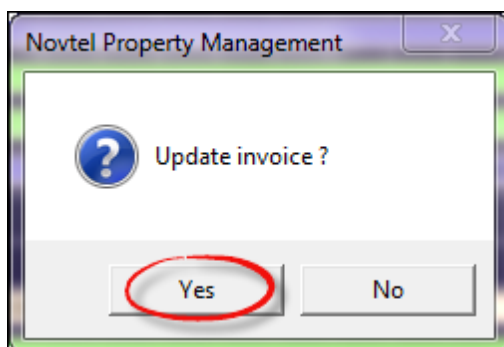 Novtel Property Management
Update invoice ?
Yes
No